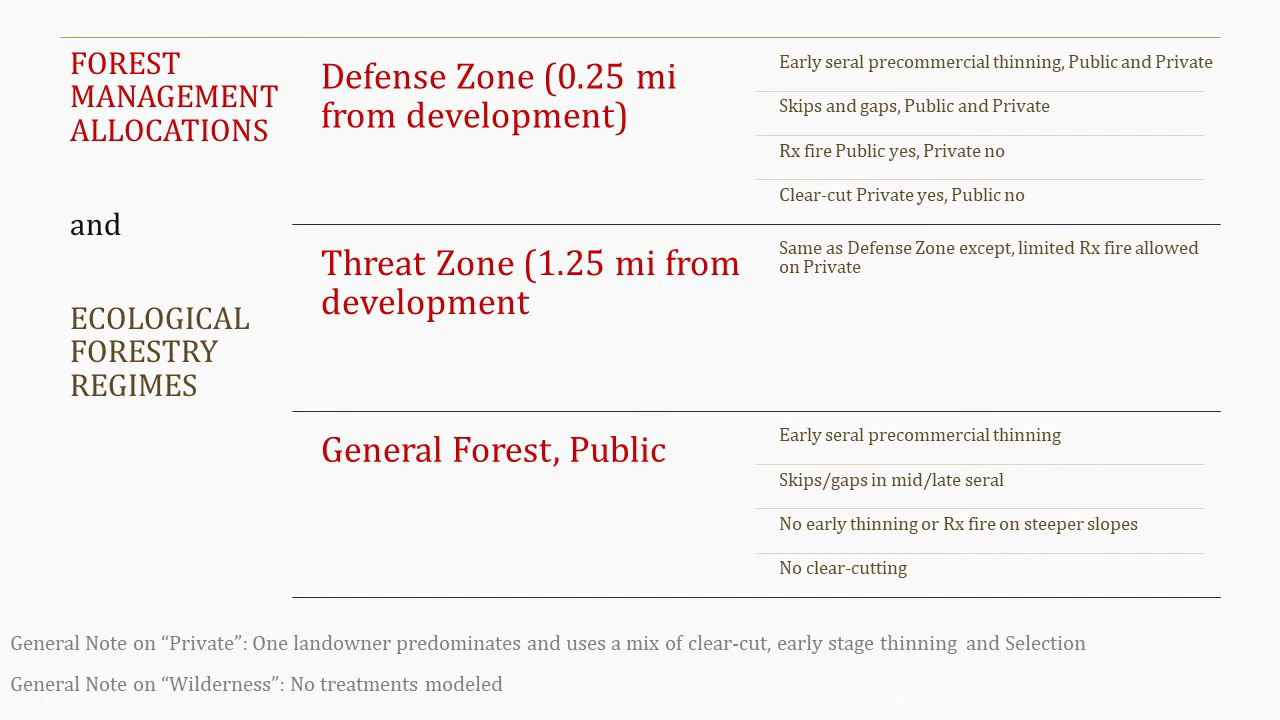 FOREST
MANAGEMENT
ALLOCATIONS
and
ECOLOGICAL
FORESTRY
REGIMES
Defense Zone (0.25 mi
from development)
Early seral precommercial thinning, Public and Private
Skips and gaps, Public and Private
Rx fire Public yes, Private no
Clear-cut Private yes, Public no
Threat Zone (1.25 mi from
development
Same as Defense Zone except, limited Rx fire allowed
on Private
General Forest, Public
Early seral precommercial thinning
Skips/gaps in mid/late seral
No early thinning or Rx fire on steeper slopes
No clear-cutting
General Note on “Private”: One landowner predominates and uses a mix of clear-cut, early stage thinning and Selection
General Note on “Wilderness”: No treatments modeled